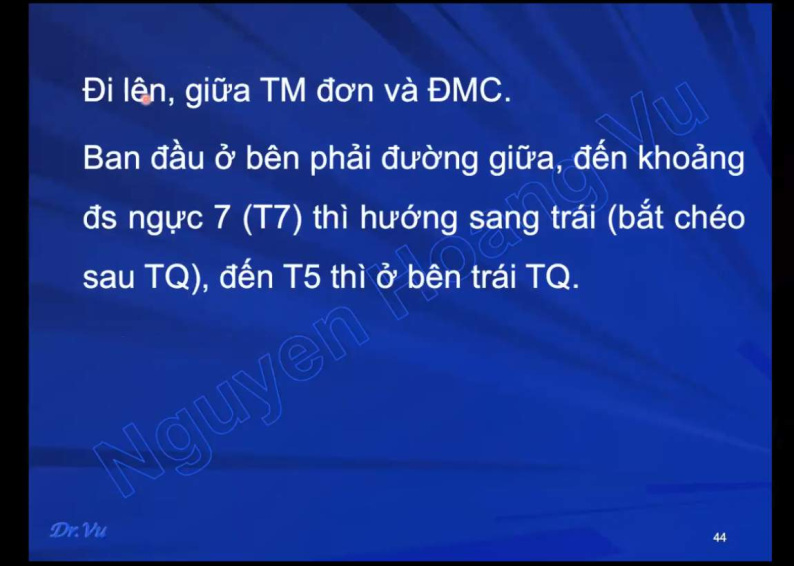 Đi lên, giữa TM đơn và ĐMC.
Ban đầu ở bên phải đường giữa, đến khoảng
đs ngực 7 (T7) thì hướng sang trái (bắt chéo
sau TQ), đến T5 thì ở bên trái TQ.
Nguyen Hoang Vu
Dr.Vu
44